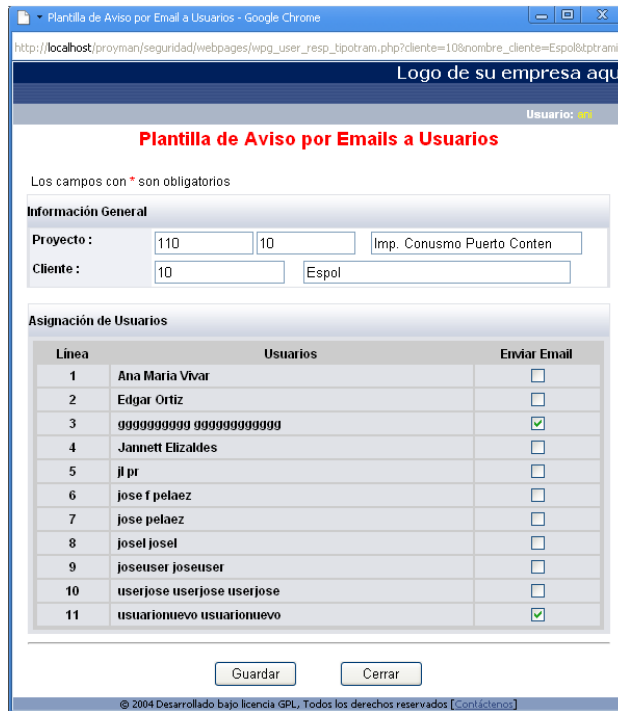 Plantilla de Aviso por Email a Usuarios - Google Chrome
http://localhost/proyman/seguridad/webpages/wpg_user_resp_tipotram.php?cliente=10&nombre_cliente=Espol&tptrami
Logo de su empresa aqu
Usuario: ani
Plantilla de Aviso por Emails a Usuarios
Los campos con * son obligatorios
Información General
Proyecto : 110 10 Imp. Conusmo Puerto Conten
Cliente : 10 Espol
Asignación de Usuarios
Línea Usuarios Enviar Email
1 Ana Maria Vivar
2 Edgar Ortiz
3 gggggggggg gggggggggggg
4 Jannett Elizaldes
5 jl pr
6 jose f pelaez
7 jose pelaez
8 josel josel
9 joseuser joseuser
10 userjose userjose userjose
11 usuarionuevo usuarionuevo
Guardar Cerrar
© 2004 Desarrollado bajo licencia GPL, Todos los derechos reservados [Contáctenos]